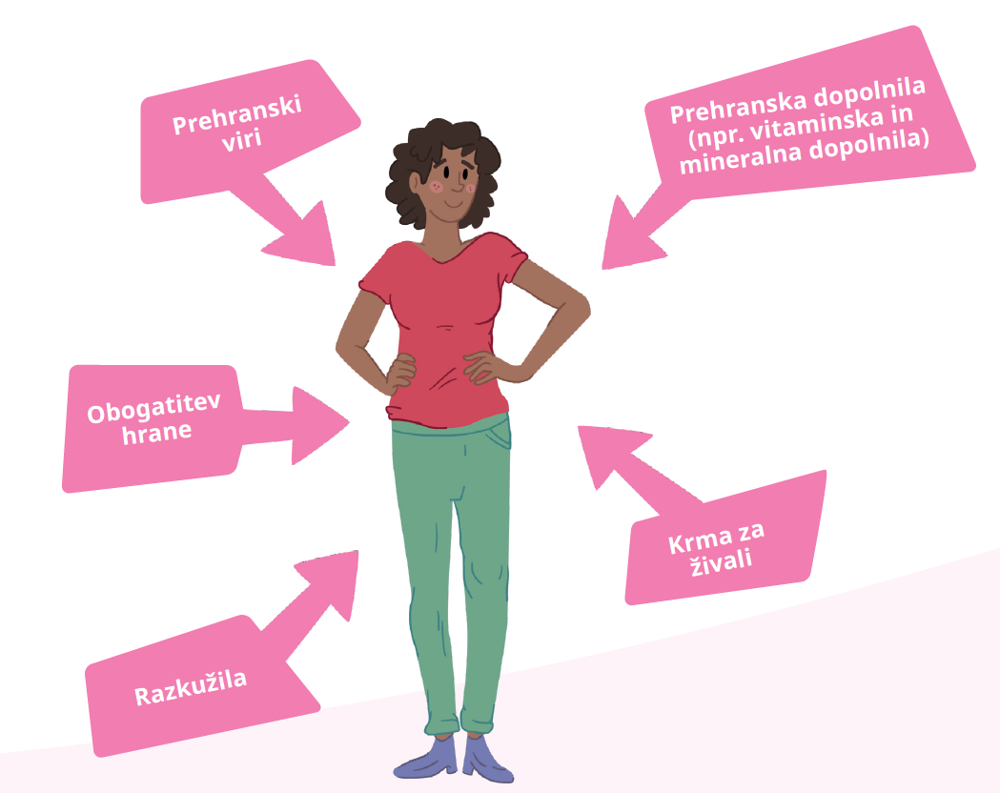 Prehranski
viri
Prehranska dopolnila
(npr. vitaminska in
mineralna dopolnila)
Obogatitev
hrane
Krma za
živali
Razkužila